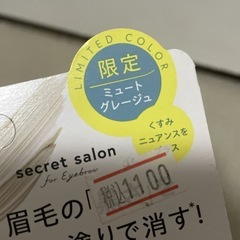 LIMITED COLOR
限定
ミュート
グレージュ
くすみ
ニュアンスを
ス
secret salon
for Eyebrow
税込1100
眉毛の「
塗りで消す*!